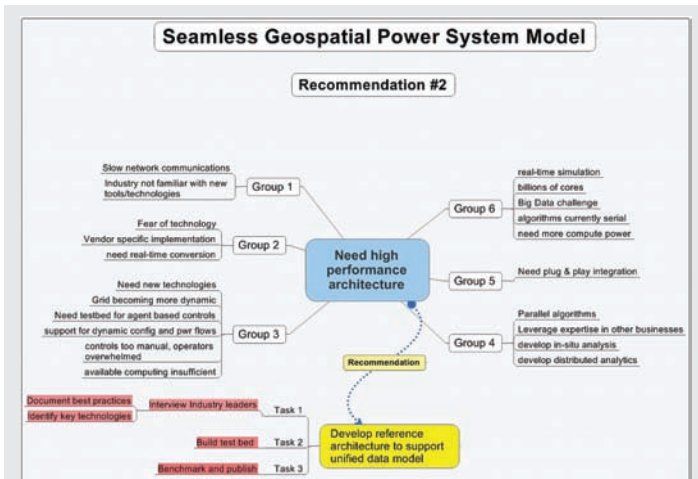 Seamless Geospatial Power System Model
Recommendation #2
Slow network communications
Industry not familiar with new
tools/technologies
Group 1
Fear of technology
Vendor specific implementation
need real-time conversion
Group 2
Need new technologies
Grid becoming more dynamic
Need testbed for agent based controls
support for dynamic config and pwr flows
controls too manual, operators
overwhelmed
available computing insufficient
Group 3
Need high
performance
architecture
Group 6
real-time simulation
billions of cores
Big Data challenge
algorithms currently serial
need more compute power
Group 5
Need plug & play integration
Group 4
Parallel algorithms
Leverage expertise in other businesses
develop in-situ analysis
develop distributed analytics
Recommendation
Document best practices
Identify key technologies
Interview Industry leaders
Task 1
Build test bed
Task 2
Benchmark and publish
Task 3
Develop reference
architecture to support
unified data model